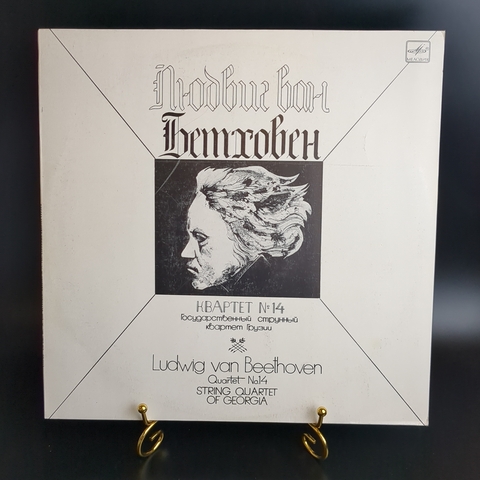 Людвиг ван
Бетховен
КВАРТЕТ №14
Государственный струнный
квартет Грузии
Ludwig van Beethoven
Quartet No14
STRING QUARTET
OF GEORGIA